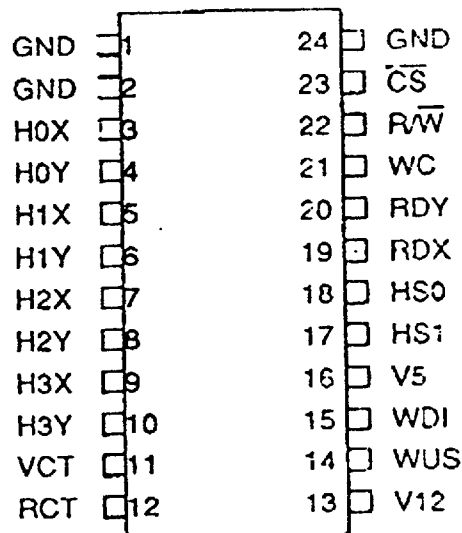 GND 1 24 GND
GND 2 23 C̅S̅
H0X 3 22 R/W̅
H0Y 4 21 WC
H1X 5 20 RDY
H1Y 6 19 RDX
H2X 7 18 HS0
H2Y 8 17 HS1
H3X 9 16 V5
H3Y 10 15 WDI
VCT 11 14 WUS
RCT 12 13 V12